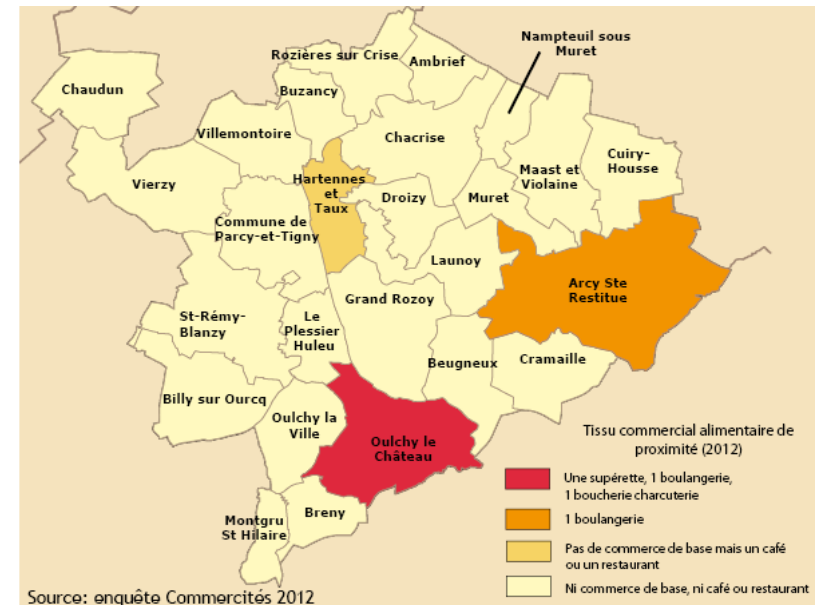 Nampteuil sous
Muret
Rozières sur Crise
Ambrief
Chaudun
Buzancy
Villemontoire
Chacrise
Cuiry-
Housse
Maast et
Violaine
Vierzy
Hartennes
et
Taux
Droizy
Muret
Commune de
Parcy-et-Tigny
Launoy
Arcy Ste
Restitue
Grand Rozoy
St-Rémy-
Blanzy
Le
Plessier
Huleu
Beugneux
Cramaille
Billy sur Ourcq
Oulchy la
Ville
Oulchy le
Château
Breny
Montgru
St Hilaire
Tissu commercial alimentaire de
proximité (2012)
Une supérette, 1 boulangerie,
1 boucherie charcuterie
1 boulangerie
Pas de commerce de base mais un café
ou un restaurant
Ni commerce de base, ni café ou restaurant
Source: enquête Commercités 2012